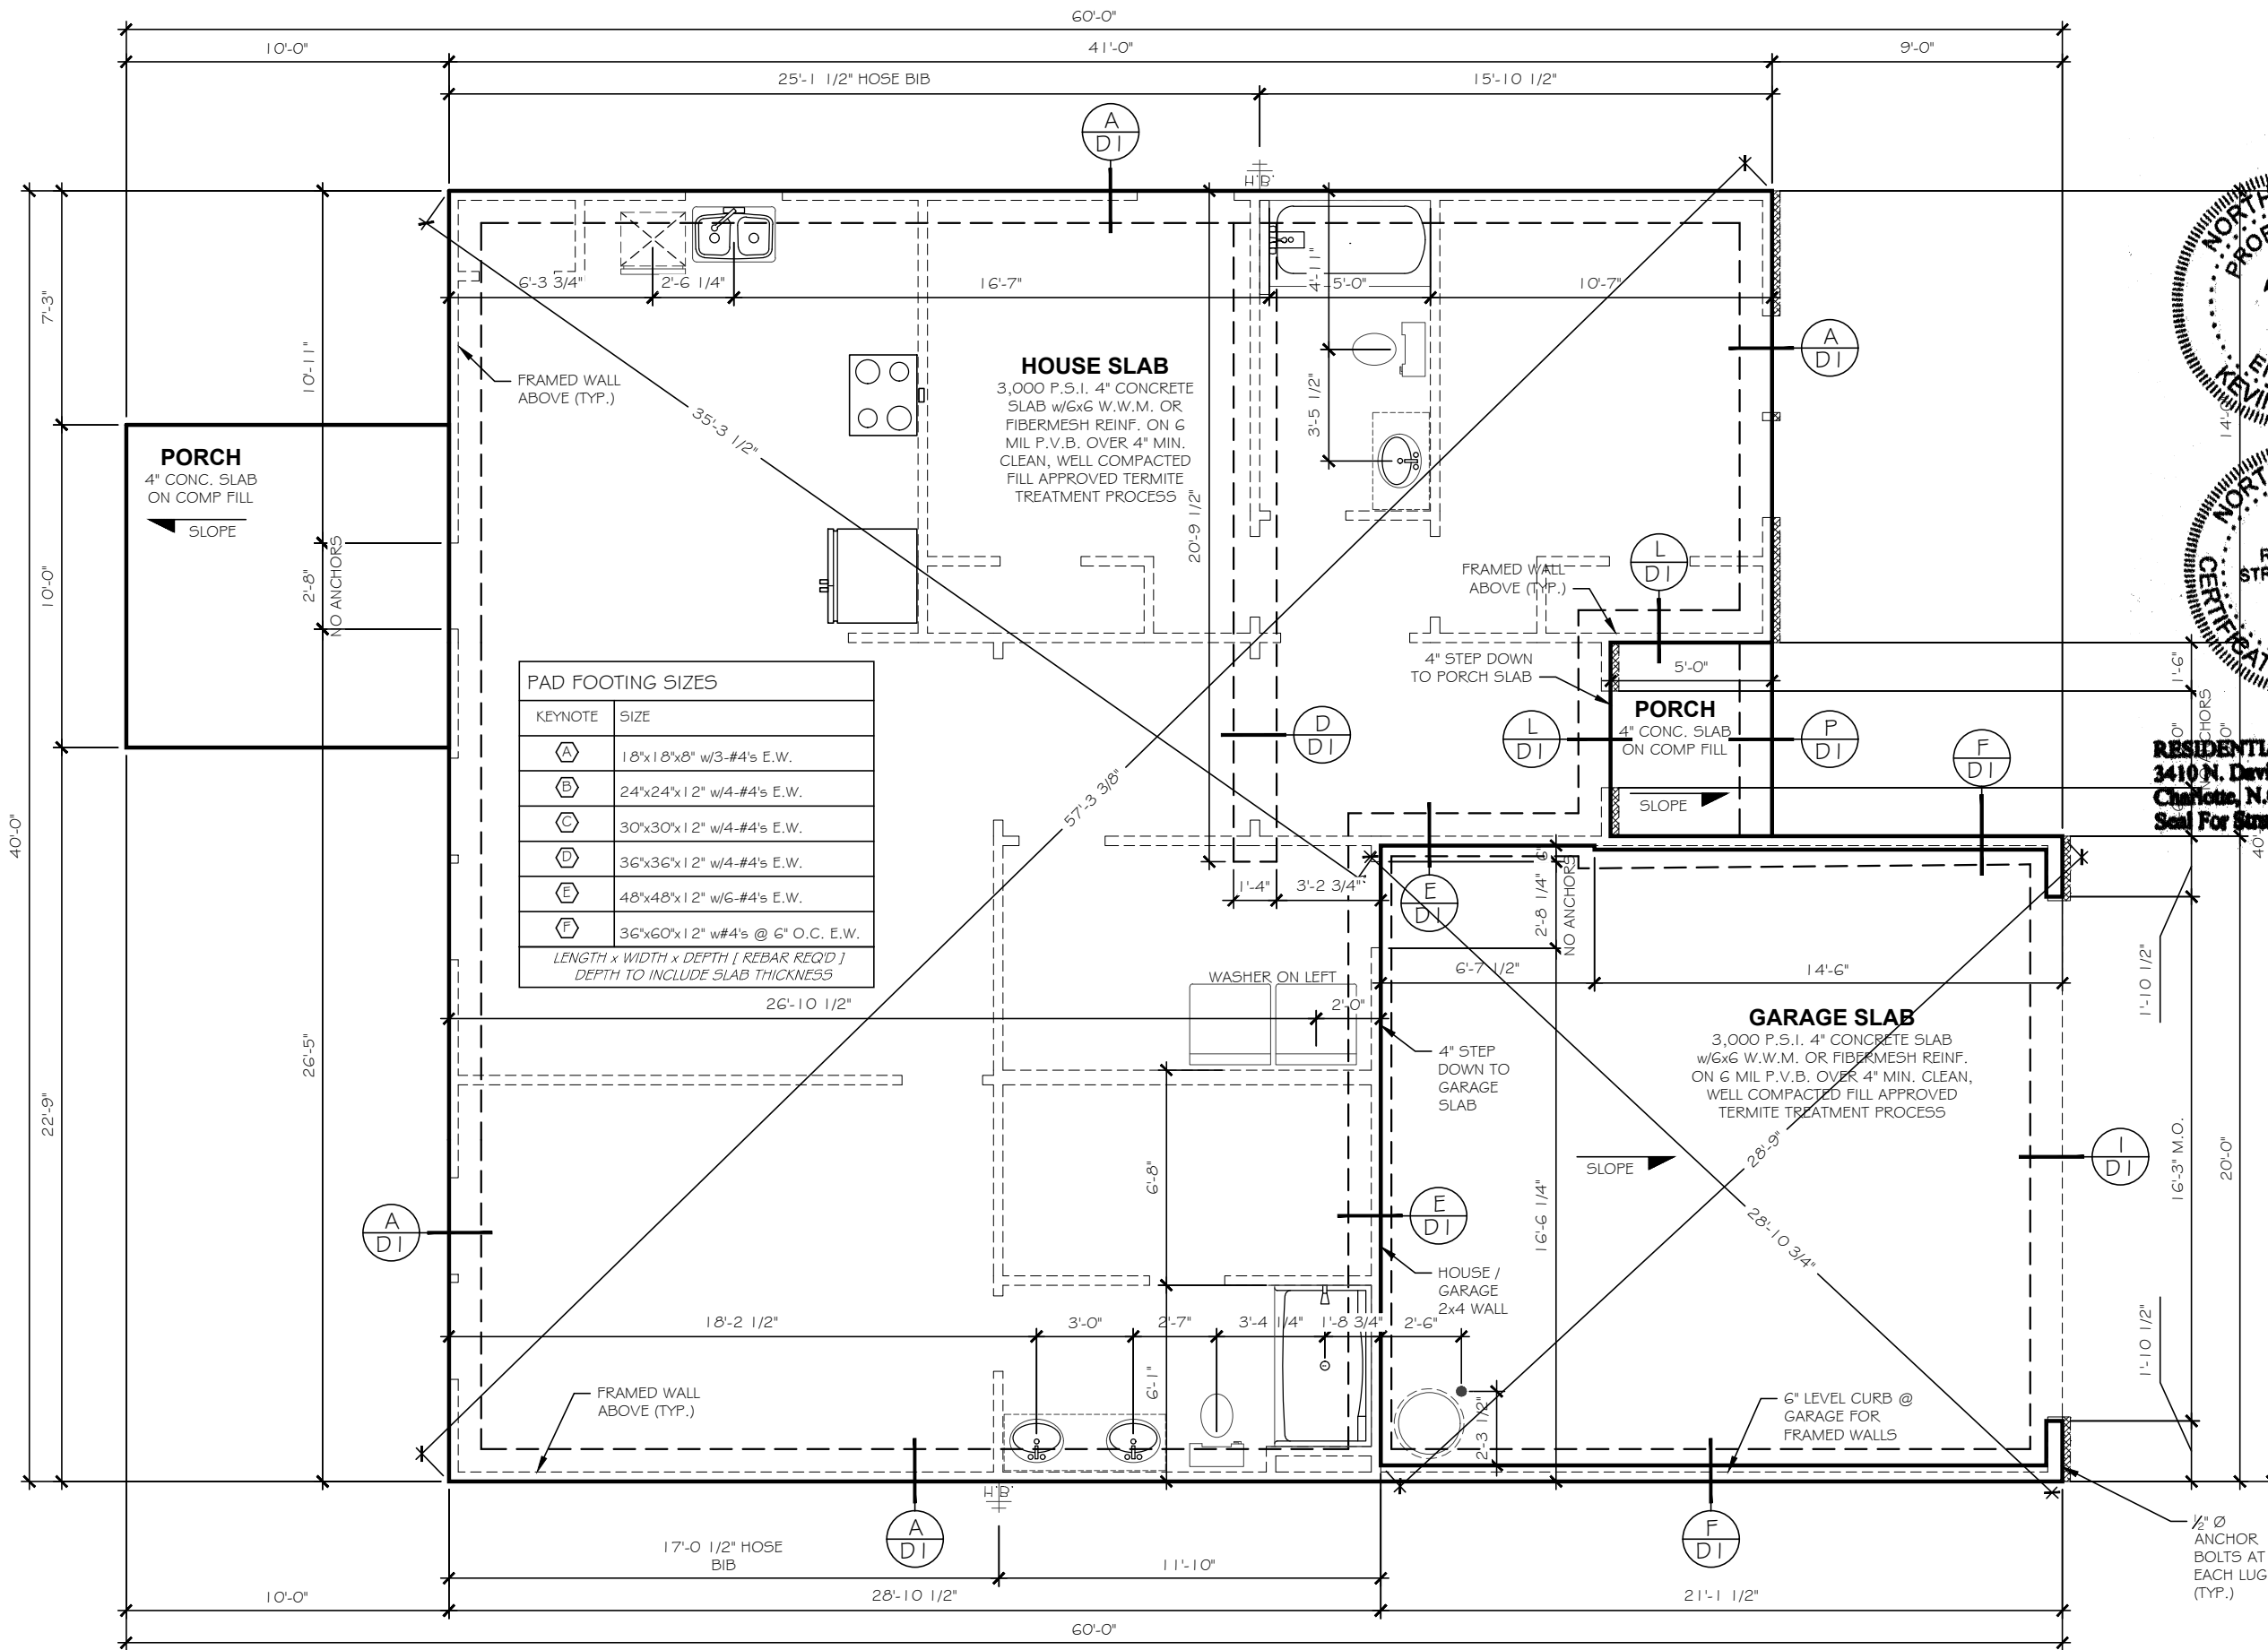 60'-0"
10'-0"
41'-0"
9'-0"
25'-1 1/2" HOSE BIB
15'-10 1/2"
A
D1
H.B.
7'-3"
10'-11"
6'-3 3/4"
2'-6 1/4"
16'-7"
4'-11"
5'-0"
10'-7"
A
D1
FRAMED WALL
ABOVE (TYP.)
35'-3 1/2"
HOUSE SLAB
3,000 P.S.I. 4" CONCRETE
SLAB w/6x6 W.W.M. OR
FIBERMESH REINF. ON 6
MIL P.V.B. OVER 4" MIN.
CLEAN, WELL COMPACTED
FILL APPROVED TERMITE
TREATMENT PROCESS
3'-5 1/2"
20'-9 1/2"
PORCH
4" CONC. SLAB
ON COMP FILL
SLOPE
10'-0"
2'-8"
NO ANCHORS
40'-0"
22'-9"
26'-5"
FRAMED WALL
ABOVE (TYP.)
L
D1
4" STEP DOWN
TO PORCH SLAB
5'-0"
1'-6"
PORCH
4" CONC. SLAB
ON COMP FILL
SLOPE
L
D1
P
D1
F
D1
D
D1
57'-3 3/8"
PAD FOOTING SIZES
KEYNOTE SIZE
A 18"x18"x8" w/3-#4's E.W.
B 24"x24"x12" w/4-#4's E.W.
C 30"x30"x12" w/4-#4's E.W.
D 36"x36"x12" w/4-#4's E.W.
E 48"x48"x12" w/6-#4's E.W.
F 36"x60"x12" w#4's @ 6" O.C. E.W.
LENGTH x WIDTH x DEPTH [ REBAR REQ'D ]
DEPTH TO INCLUDE SLAB THICKNESS
NORTH
KEVIN
NORTH
CERTIFICAT
3410 N.
Charlotte, N.
Seal For
1'-4"
3'-2 3/4"
E
D1
6"
2'-8 1/4"
NO ANCHORS
6'-7 1/2"
14'-6"
1'-10 1/2"
26'-10 1/2"
WASHER ON LEFT
2'-0"
4" STEP
DOWN TO
GARAGE
SLAB
GARAGE SLAB
3,000 P.S.I. 4" CONCRETE SLAB
w/6x6 W.W.M. OR FIBERMESH REINF.
ON 6 MIL P.V.B. OVER 4" MIN. CLEAN,
WELL COMPACTED FILL APPROVED
TERMITE TREATMENT PROCESS
28'-9"
SLOPE
28'-10 3/4"
I
D1
16'-3" M.O.
20'-0"
6'-8"
16'-6 1/4"
E
D1
A
D1
HOUSE /
GARAGE
2x4 WALL
18'-2 1/2"
3'-0"
2'-7"
3'-4 1/4"
1'-8 3/4"
2'-6"
1'-10 1/2"
6'-1"
2'-3 1/2"
FRAMED WALL
ABOVE (TYP.)
6" LEVEL CURB @
GARAGE FOR
FRAMED WALLS
H.B.
A
D1
F
D1
1/2" Ø
ANCHOR
BOLTS AT
EACH LUG
(TYP.)
17'-0 1/2" HOSE
BIB
11'-10"
10'-0"
28'-10 1/2"
21'-1 1/2"
60'-0"